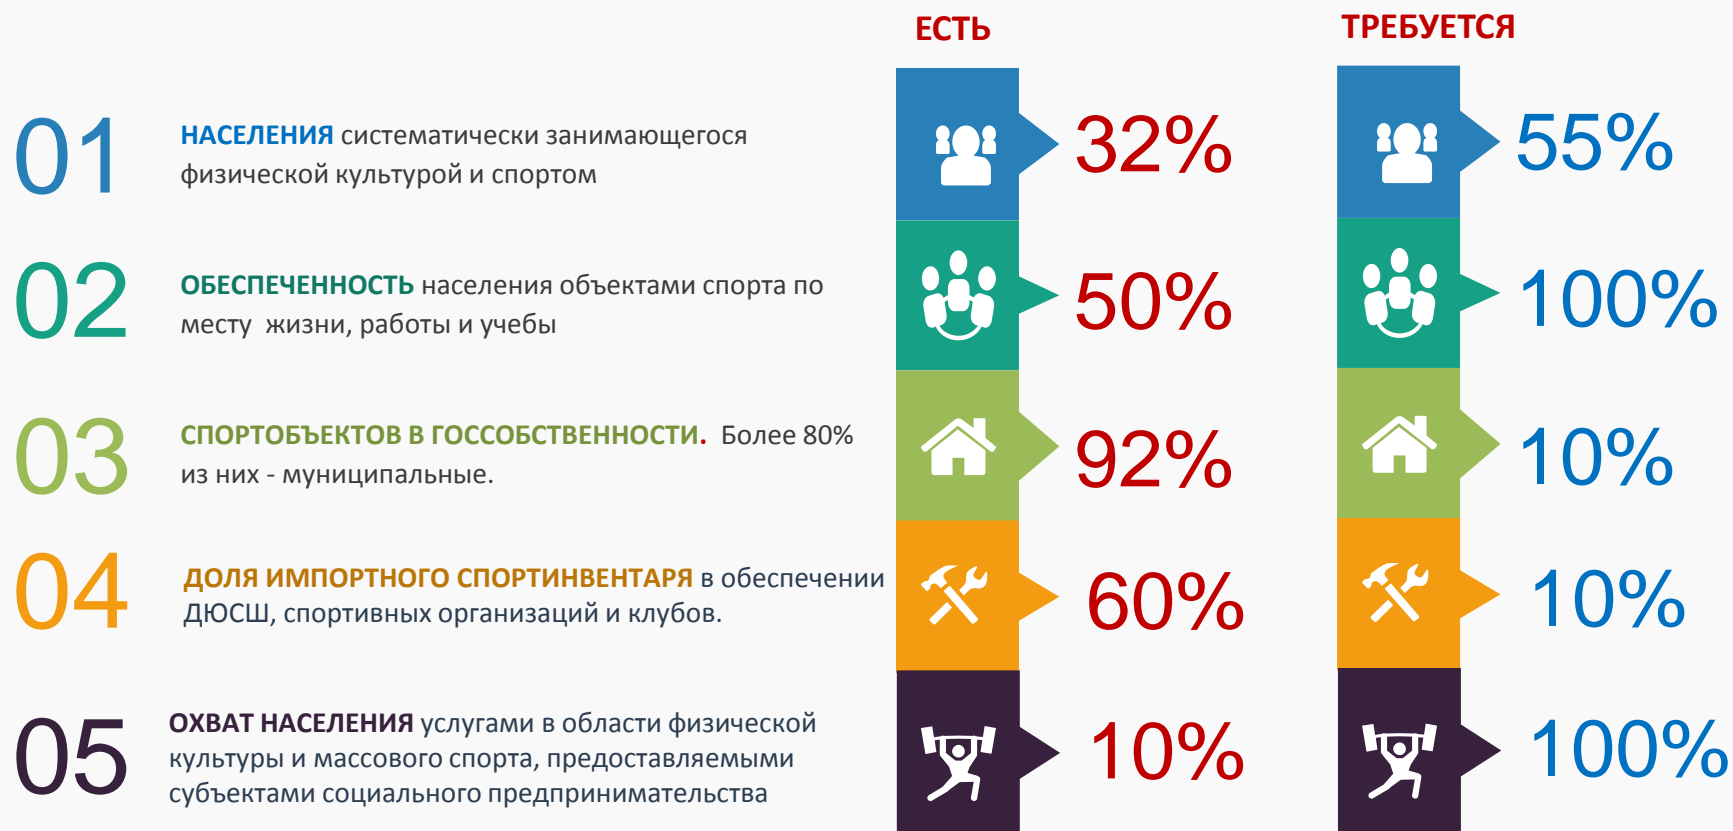 ЕСТЬ
ТРЕБУЕТСЯ
01
НАСЕЛЕНИЯ систематически занимающегося
физической культурой и спортом
32%
55%
02
ОБЕСПЕЧЕННОСТЬ населения объектами спорта по
месту жизни, работы и учебы
50%
100%
03
СПОРТОБЪЕКТОВ В ГОССОБСТВЕННОСТИ. Более 80%
из них - муниципальные.
92%
10%
04
ДОЛЯ ИМПОРТНОГО СПОРТИНВЕНТАРЯ в обеспечении
ДЮСШ, спортивных организаций и клубов.
60%
10%
05
ОХВАТ НАСЕЛЕНИЯ услугами в области физической
культуры и массового спорта, предоставляемыми
субъектами социального предпринимательства
10%
100%